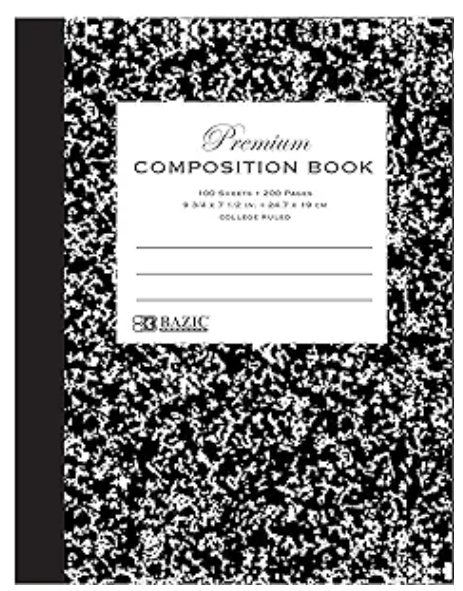 Premium
COMPOSITION BOOK
100 SHEETS • 200 PAGES
9 3/4 X 7 1/2 IN. • 24.7 X 19 CM
COLLEGE RULED
BAZIC